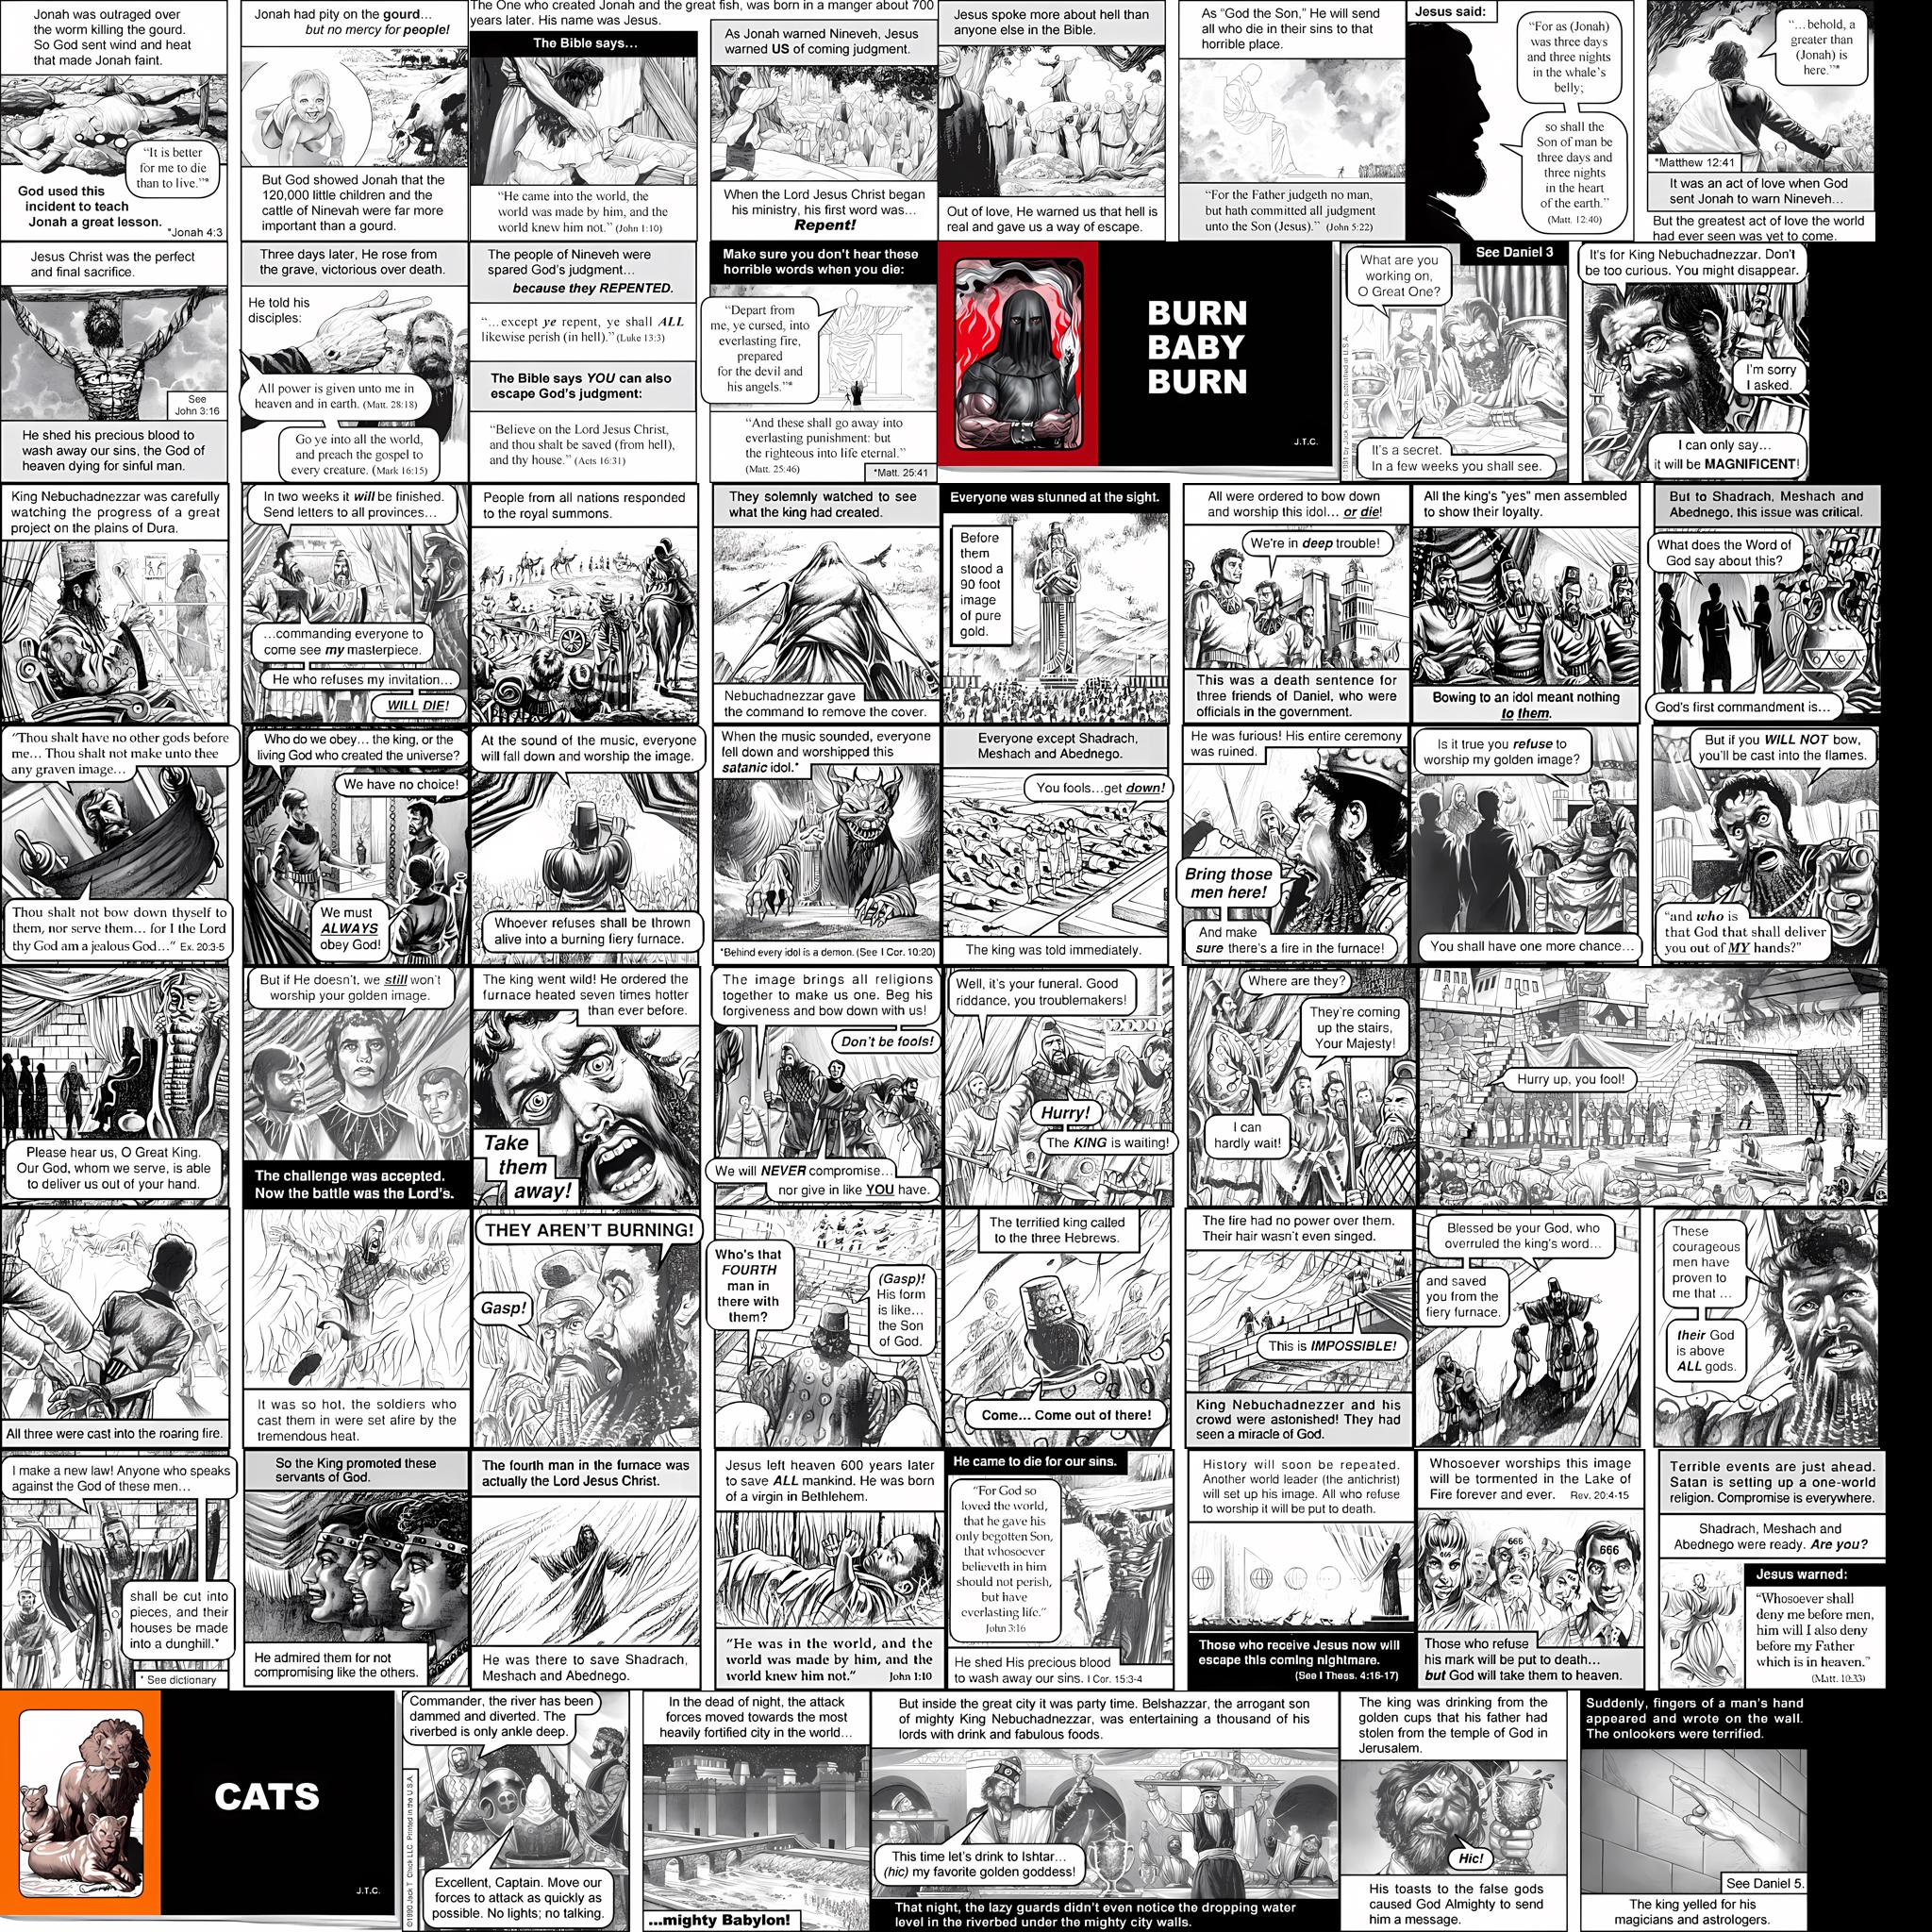 Jonah was outraged over
the worm killing the gourd.
So God sent wind and heat
that made Jonah faint.
"It is better
for me to die
than to live."*
God used this
incident to teach
Jonah a great lesson.
*Jonah 4:3
Jonah had pity on the gourd...
but no mercy for people!
But God showed Jonah that the
120,000 little children and the
cattle of Ninevah were far more
important than a gourd.
The One who created Jonah and the great fish, was born in a manger about 700
years later. His name was Jesus.
The Bible says...
"He came into the world, the
world was made by him, and the
world knew him not." (John 1:10)
As Jonah warned Nineveh, Jesus
warned US of coming judgment.
When the Lord Jesus Christ began
his ministry, his first word was...
Repent!
Jesus spoke more about hell than
anyone else in the Bible.
Out of love, He warned us that hell is
real and gave us a way of escape.
As "God the Son," He will send
all who die in their sins to that
horrible place.
"For the Father judgeth no man,
but hath committed all judgment
unto the Son (Jesus)." (John 5:22)
Jesus said:
"For as (Jonah)
was three days
and three nights
in the whale's
belly;
so shall the
Son of man be
three days and
three nights
in the heart
of the earth."
(Matt. 12:40)
"...behold, a
greater than
(Jonah) is
here."*
*Matthew 12:41
It was an act of love when God
sent Jonah to warn Nineveh...
But the greatest act of love the world
had ever seen was yet to come.
Jesus Christ was the perfect
and final sacrifice.
See
John 3:16
He shed his precious blood to
wash away our sins, the God of
heaven dying for sinful man.
Three days later, He rose from
the grave, victorious over death.
He told his
disciples:
All power is given unto me in
heaven and in earth. (Matt. 28:18)
Go ye into all the world,
and preach the gospel to
every creature. (Mark 16:15)
The people of Nineveh were
spared God's judgment...
because they REPENTED.
"...except ye repent, ye shall ALL
likewise perish (in hell)." (Luke 13:3)
The Bible says YOU can also
escape God's judgment:
"Believe on the Lord Jesus Christ,
and thou shalt be saved (from hell),
and thy house." (Acts 16:31)
Make sure you don't hear these
horrible words when you die:
"Depart from
me, ye cursed, into
everlasting fire,
prepared
for the devil and
his angels."*
"And these shall go away into
everlasting punishment: but
the righteous into life eternal."
(Matt. 25:46)
*Matt. 25:41
BURN
BABY
BURN
J.T.C.
See Daniel 3
What are you
working on,
O Great One?
It's a secret.
In a few weeks you shall see.
It's for King Nebuchadnezzar. Don't
be too curious. You might disappear.
I'm sorry
I asked.
I can only say...
it will be MAGNIFICENT!
King Nebuchadnezzar was carefully
watching the progress of a great
project on the plains of Dura.
In two weeks it will be finished.
Send letters to all provinces...
...commanding everyone to
come see my masterpiece.
He who refuses my invitation...
WILL DIE!
People from all nations responded
to the royal summons.
They solemnly watched to see
what the king had created.
Nebuchadnezzar gave
the command to remove the cover.
Everyone was stunned at the sight.
Before
them
stood a
90 foot
image
of pure
gold.
All were ordered to bow down
and worship this idol... or die!
We're in deep trouble!
This was a death sentence for
three friends of Daniel, who were
officials in the government.
All the king's "yes" men assembled
to show their loyalty.
Bowing to an idol meant nothing
to them.
But to Shadrach, Meshach and
Abednego, this issue was critical.
What does the Word of
God say about this?
God's first commandment is...
"Thou shalt have no other gods before
me... Thou shalt not make unto thee
any graven image...
Thou shalt not bow down thyself to
them, nor serve them... for I the Lord
thy God am a jealous God..." Ex. 20:3-5
Who do we obey... the king, or the
living God who created the universe?
We have no choice!
We must
ALWAYS
obey God!
At the sound of the music, everyone
will fall down and worship the image.
Whoever refuses shall be thrown
alive into a burning fiery furnace.
When the music sounded, everyone
fell down and worshipped this
satanic idol.*
*Behind every idol is a demon. (See I Cor. 10:20)
Everyone except Shadrach,
Meshach and Abednego.
You fools...get down!
The king was told immediately.
He was furious! His entire ceremony
was ruined.
Bring those
men here!
And make
sure there's a fire in the furnace!
Is it true you refuse to
worship my golden image?
You shall have one more chance...
But if you WILL NOT bow,
you'll be cast into the flames.
"and who is
that God that shall deliver
you out of MY hands?"
Please hear us, O Great King.
Our God, whom we serve, is able
to deliver us out of your hand.
But if He doesn't, we still won't
worship your golden image.
The challenge was accepted.
Now the battle was the Lord's.
The king went wild! He ordered the
furnace heated seven times hotter
than ever before.
Take
them
away!
The image brings all religions
together to make us one. Beg his
forgiveness and bow down with us!
Don't be fools!
We will NEVER compromise...
nor give in like YOU have.
Well, it's your funeral. Good
riddance, you troublemakers!
Hurry!
The KING is waiting!
Where are they?
They're coming
up the stairs,
Your Majesty!
I can
hardly wait!
Hurry up, you fool!
All three were cast into the roaring fire.
It was so hot, the soldiers who
cast them in were set afire by the
tremendous heat.
THEY AREN'T BURNING!
Gasp!
Who's that
FOURTH
man in
there with
them?
(Gasp)!
His form
is like...
the Son
of God.
The terrified king called
to the three Hebrews.
Come... Come out of there!
The fire had no power over them.
Their hair wasn't even singed.
This is IMPOSSIBLE!
King Nebuchadnezzer and his
crowd were astonished! They had
seen a miracle of God.
Blessed be your God, who
overruled the king's word...
and saved
you from the
fiery furnace.
These
courageous
men have
proven to
me that ...
their God
is above
ALL gods.
I make a new law! Anyone who speaks
against the God of these men...
shall be cut into
pieces, and their
houses be made
into a dunghill.*
* See dictionary
So the King promoted these
servants of God.
He admired them for not
compromising like the others.
The fourth man in the furnace was
actually the Lord Jesus Christ.
He was there to save Shadrach,
Meshach and Abednego.
Jesus left heaven 600 years later
to save ALL mankind. He was born
of a virgin in Bethlehem.
"He was in the world, and the
world was made by him, and the
world knew him not." John 1:10
He came to die for our sins.
"For God so
loved the world,
that he gave his
only begotten Son,
that whosoever
believeth in him
should not perish,
but have
everlasting life."
John 3:16
He shed His precious blood
to wash away our sins. I Cor. 15:3-4
History will soon be repeated.
Another world leader (the antichrist)
will set up his image. All who refuse
to worship it will be put to death.
Those who receive Jesus now will
escape this coming nightmare.
(See I Thess. 4:16-17)
Whosoever worships this image
will be tormented in the Lake of
Fire forever and ever. Rev. 20:4-15
666
666
666
Those who refuse
his mark will be put to death...
but God will take them to heaven.
Terrible events are just ahead.
Satan is setting up a one-world
religion. Compromise is everywhere.
Shadrach, Meshach and
Abednego were ready. Are you?
Jesus warned:
"Whosoever shall
deny me before men,
him will I also deny
before my Father
which is in heaven."
(Matt. 10:33)
CATS
J.T.C.
Commander, the river has been
dammed and diverted. The
riverbed is only ankle deep.
Excellent, Captain. Move our
forces to attack as quickly as
possible. No lights; no talking.
©1990 Jack T. Chick LLC. Printed in the U.S.A.
In the dead of night, the attack
forces moved towards the most
heavily fortified city in the world...
...mighty Babylon!
But inside the great city it was party time. Belshazzar, the arrogant son
of mighty King Nebuchadnezzar, was entertaining a thousand of his
lords with drink and fabulous foods.
This time let's drink to Ishtar...
(hic) my favorite golden goddess!
That night, the lazy guards didn't even notice the dropping water
level in the riverbed under the mighty city walls.
The king was drinking from the
golden cups that his father had
stolen from the temple of God in
Jerusalem.
Hic!
His toasts to the false gods
caused God Almighty to send
him a message.
Suddenly, fingers of a man's hand
appeared and wrote on the wall.
The onlookers were terrified.
See Daniel 5.
The king yelled for his
magicians and astrologers.